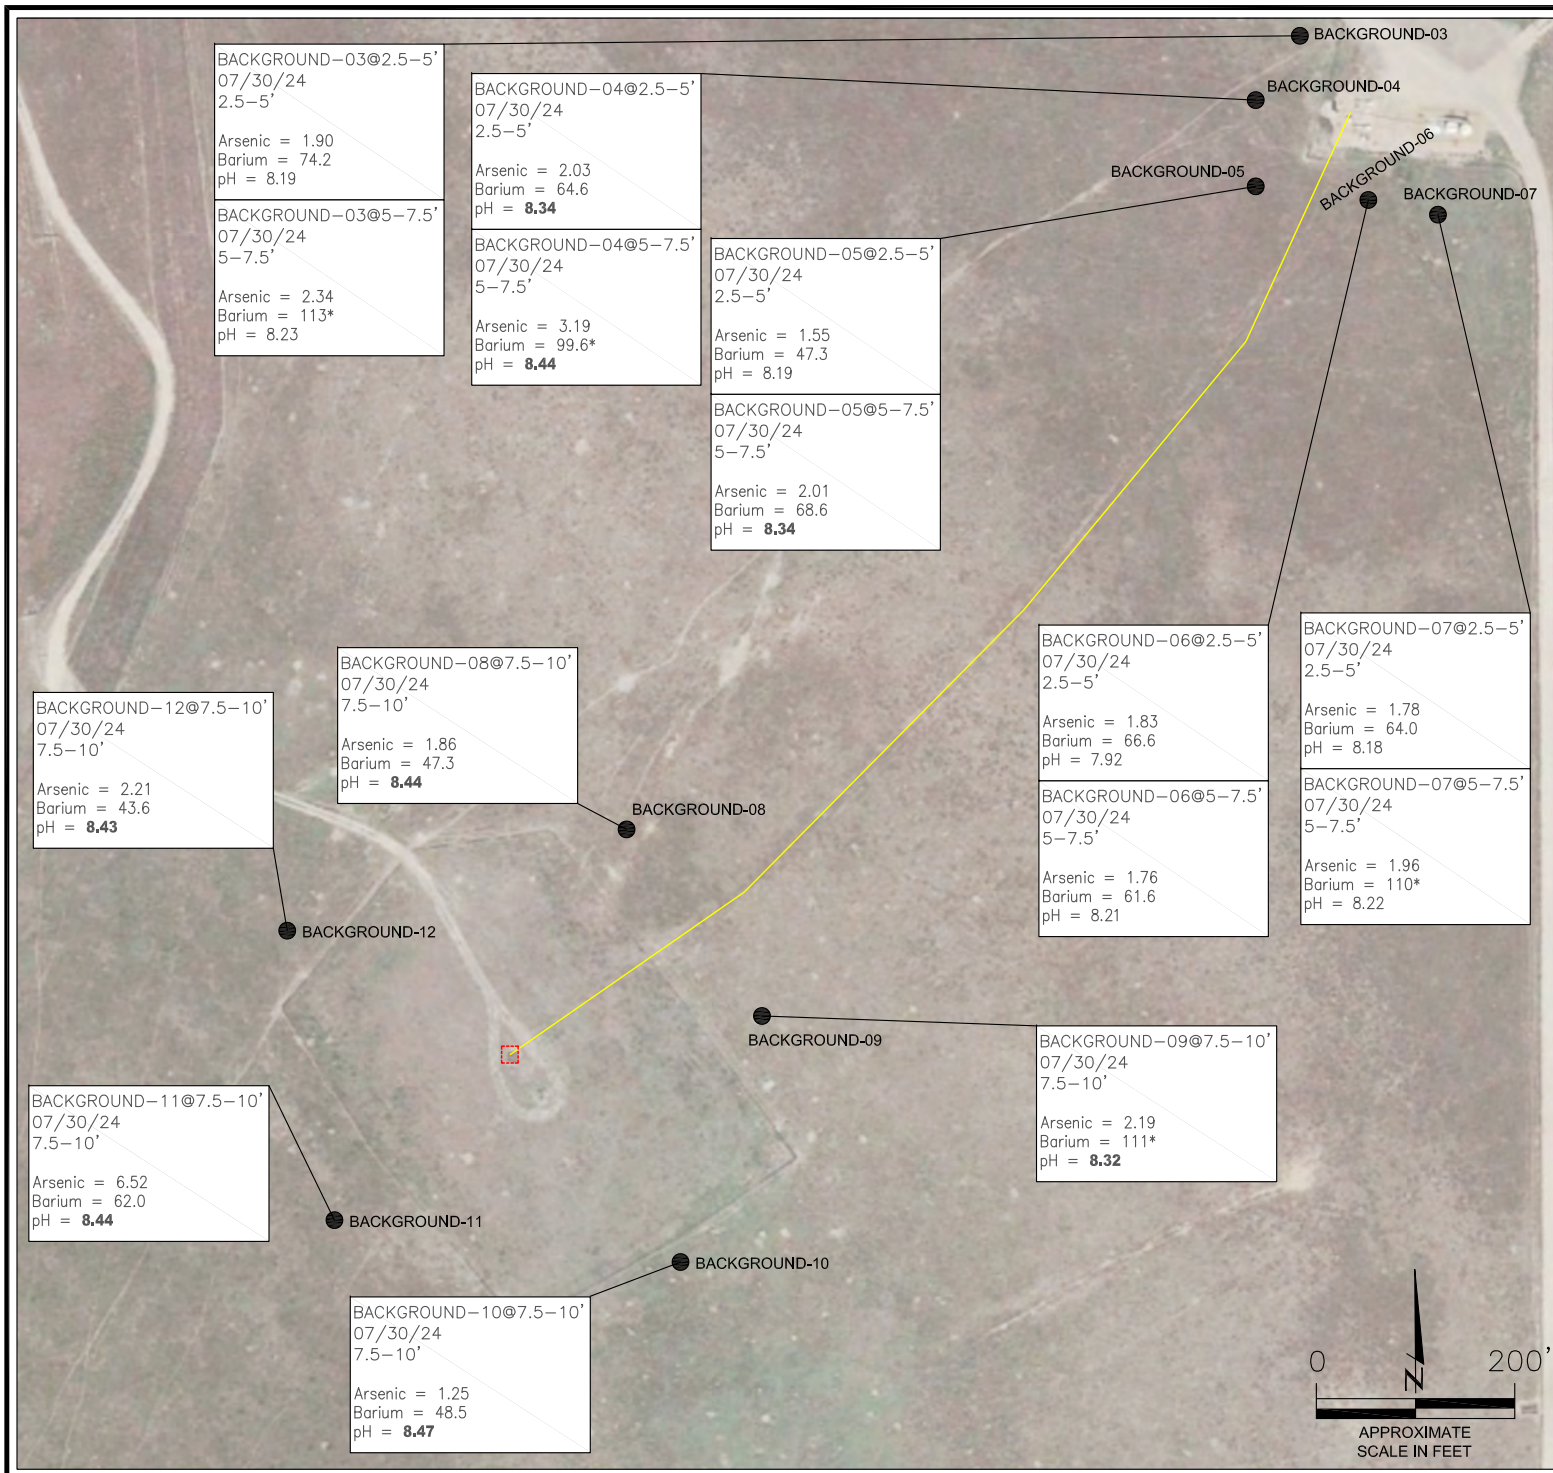 BACKGROUND-03
BACKGROUND-04
BACKGROUND-05
BACKGROUND-06
BACKGROUND-07
BACKGROUND-03@2.5-5'
07/30/24
2.5-5'
Arsenic = 1.90
Barium = 74.2
pH = 8.19
BACKGROUND-03@5-7.5'
07/30/24
5-7.5'
Arsenic = 2.34
Barium = 113*
pH = 8.23
BACKGROUND-04@2.5-5'
07/30/24
2.5-5'
Arsenic = 2.03
Barium = 64.6
pH = 8.34
BACKGROUND-04@5-7.5'
07/30/24
5-7.5'
Arsenic = 3.19
Barium = 99.6*
pH = 8.44
BACKGROUND-05@2.5-5'
07/30/24
2.5-5'
Arsenic = 1.55
Barium = 47.3
pH = 8.19
BACKGROUND-05@5-7.5'
07/30/24
5-7.5'
Arsenic = 2.01
Barium = 68.6
pH = 8.34
BACKGROUND-06@2.5-5'
07/30/24
2.5-5'
Arsenic = 1.83
Barium = 66.6
pH = 7.92
BACKGROUND-06@5-7.5'
07/30/24
5-7.5'
Arsenic = 1.76
Barium = 61.6
pH = 8.21
BACKGROUND-07@2.5-5'
07/30/24
2.5-5'
Arsenic = 1.78
Barium = 64.0
pH = 8.18
BACKGROUND-07@5-7.5'
07/30/24
5-7.5'
Arsenic = 1.96
Barium = 110*
pH = 8.22
BACKGROUND-08@7.5-10'
07/30/24
7.5-10'
Arsenic = 1.86
Barium = 47.3
pH = 8.44
BACKGROUND-08
BACKGROUND-12@7.5-10'
07/30/24
7.5-10'
Arsenic = 2.21
Barium = 43.6
pH = 8.43
BACKGROUND-12
BACKGROUND-09
BACKGROUND-09@7.5-10'
07/30/24
7.5-10'
Arsenic = 2.19
Barium = 111*
pH = 8.32
BACKGROUND-11@7.5-10'
07/30/24
7.5-10'
Arsenic = 6.52
Barium = 62.0
pH = 8.44
BACKGROUND-11
BACKGROUND-10
BACKGROUND-10@7.5-10'
07/30/24
7.5-10'
Arsenic = 1.25
Barium = 48.5
pH = 8.47
0 200'
N
APPROXIMATE
SCALE IN FEET